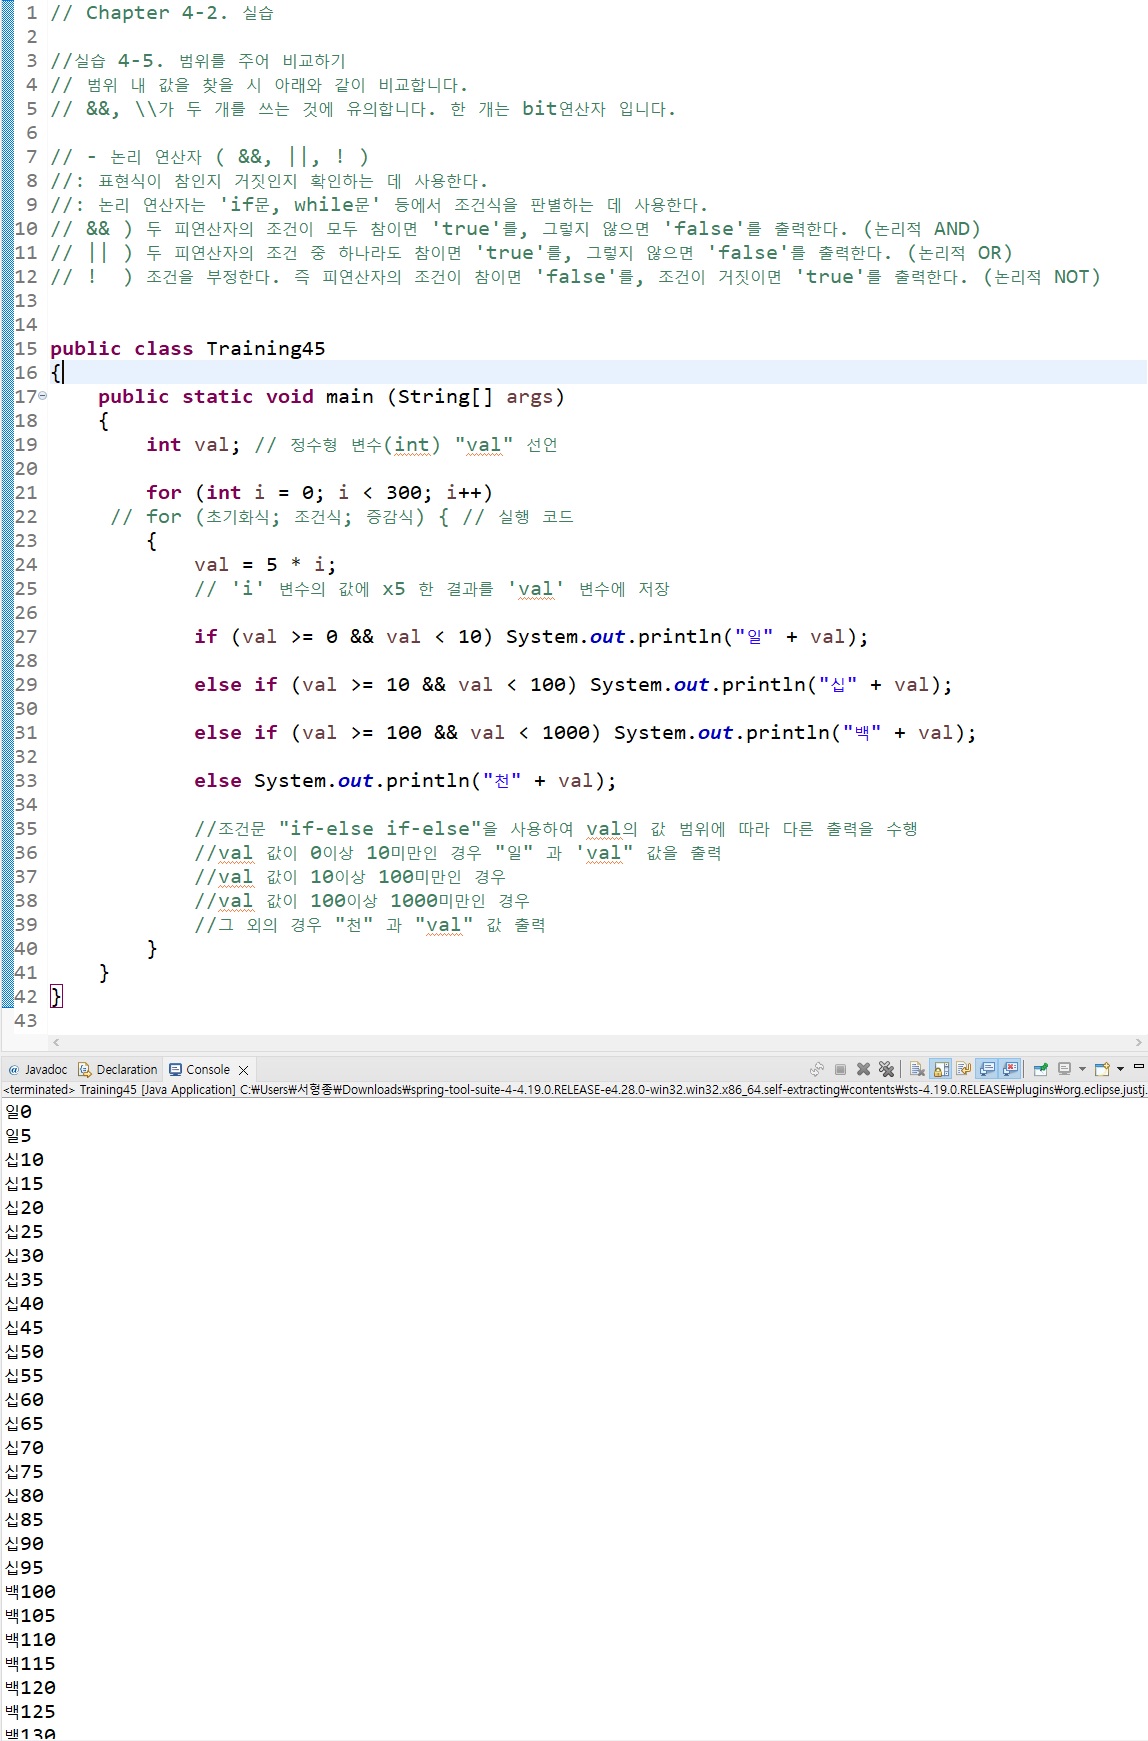 1 // Chapter 4-2. 실습
2
3 //실습 4-5. 범위를 주어 비교하기
4 // 범위 내 값을 찾을 시 아래와 같이 비교합니다.
5 // &&, \\가 두 개를 쓰는 것에 유의합니다. 한 개는 bit연산자 입니다.
6
7 // - 논리 연산자 ( &&, ||, ! )
8 //: 표현식이 참인지 거짓인지 확인하는 데 사용한다.
9 //: 논리 연산자는 'if문, while문' 등에서 조건식을 판별하는 데 사용한다.
10 // && ) 두 피연산자의 조건이 모두 참이면 'true'를, 그렇지 않으면 'false'를 출력한다. (논리적 AND)
11 // || ) 두 피연산자의 조건 중 하나라도 참이면 'true'를, 그렇지 않으면 'false'를 출력한다. (논리적 OR)
12 // !  ) 조건을 부정한다. 즉 피연산자의 조건이 참이면 'false'를, 조건이 거짓이면 'true'를 출력한다. (논리적 NOT)
13
14
15 public class Training45
16 {
17 public static void main (String[] args)
18 {
19 int val; // 정수형 변수(int) "val" 선언
20
21 for (int i = 0; i < 300; i++)
22 // for (초기화식; 조건식; 증감식) { // 실행 코드
23 {
24 val = 5 * i;
25 // 'i' 변수의 값에 x5 한 결과를 'val' 변수에 저장
26
27 if (val >= 0 && val < 10) System.out.println("일" + val);
28
29 else if (val >= 10 && val < 100) System.out.println("십" + val);
30
31 else if (val >= 100 && val < 1000) System.out.println("백" + val);
32
33 else System.out.println("천" + val);
34
35 //조건문 "if-else if-else"을 사용하여 val의 값 범위에 따라 다른 출력을 수행
36 //val 값이 0이상 10미만인 경우 "일" 과 'val" 값을 출력
37 //val 값이 10이상 100미만인 경우
38 //val 값이 100이상 1000미만인 경우
39 //그 외의 경우 "천" 과 "val" 값 출력
40 }
41 }
42 }
43
@ Javadoc Declaration Console
<terminated> Training45 [Java Application] C:₩Users₩서형종₩Downloads₩spring-tool-suite-4-4.19.0.RELEASE-e4.28.0-win32.win32.x86_64.self-extracting₩contents₩sts-4.19.0.RELEASE₩plugins₩org.eclipse.justj.
일0
일5
십10
십15
십20
십25
십30
십35
십40
십45
십50
십55
십60
십65
십70
십75
십80
십85
십90
십95
백100
백105
백110
백115
백120
백125
백130